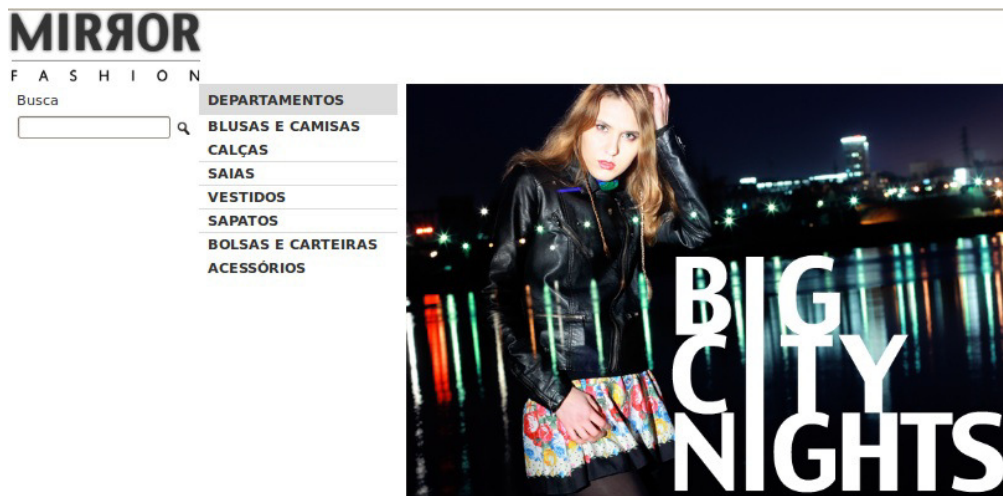 MIRROR
FASHION
Busca
DEPARTAMENTOS
BLUSAS E CAMISAS
CALÇAS
SAIAS
VESTIDOS
SAPATOS
BOLSAS E CARTEIRAS
ACESSÓRIOS
BIG
CITY
NIGHTS